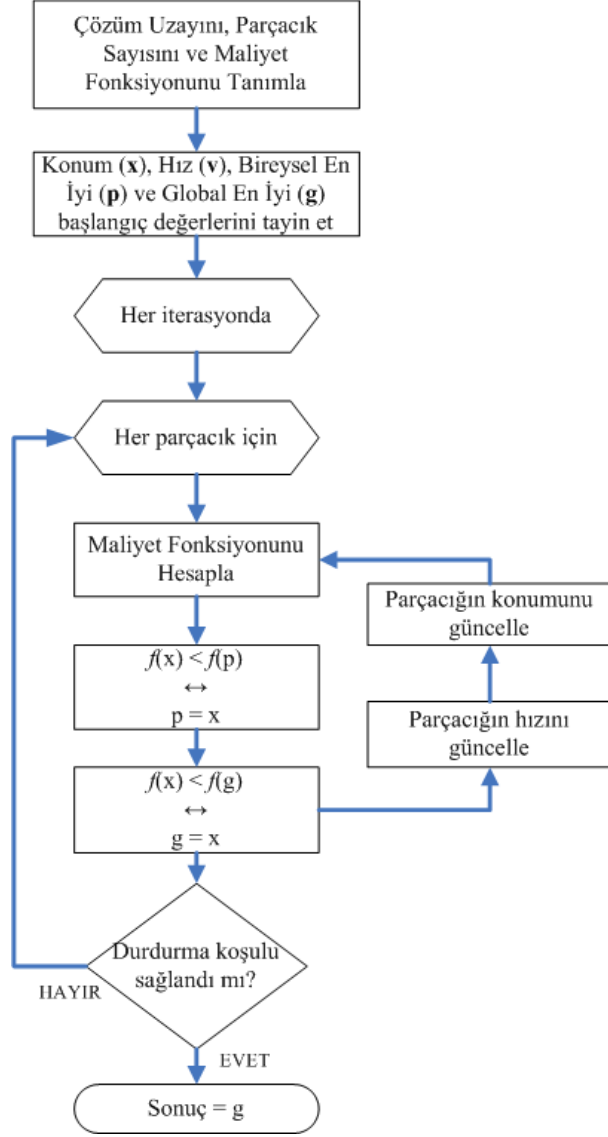 Çözüm Uzayını, Parçacık
Sayısını ve Maliyet
Fonksiyonunu Tanımla
Konum (x), Hız (v), Bireysel En
İyi (p) ve Global En İyi (g)
başlangıç değerlerini tayin et
Her iterasyonda
Her parçacık için
Maliyet Fonksiyonunu
Hesapla
Parçacığın konumunu
güncelle
f(x) < f(p)
↔
p = x
Parçacığın hızını
güncelle
f(x) < f(g)
↔
g = x
Durdurma koşulu
sağlandı mı?
HAYIR
EVET
Sonuç = g